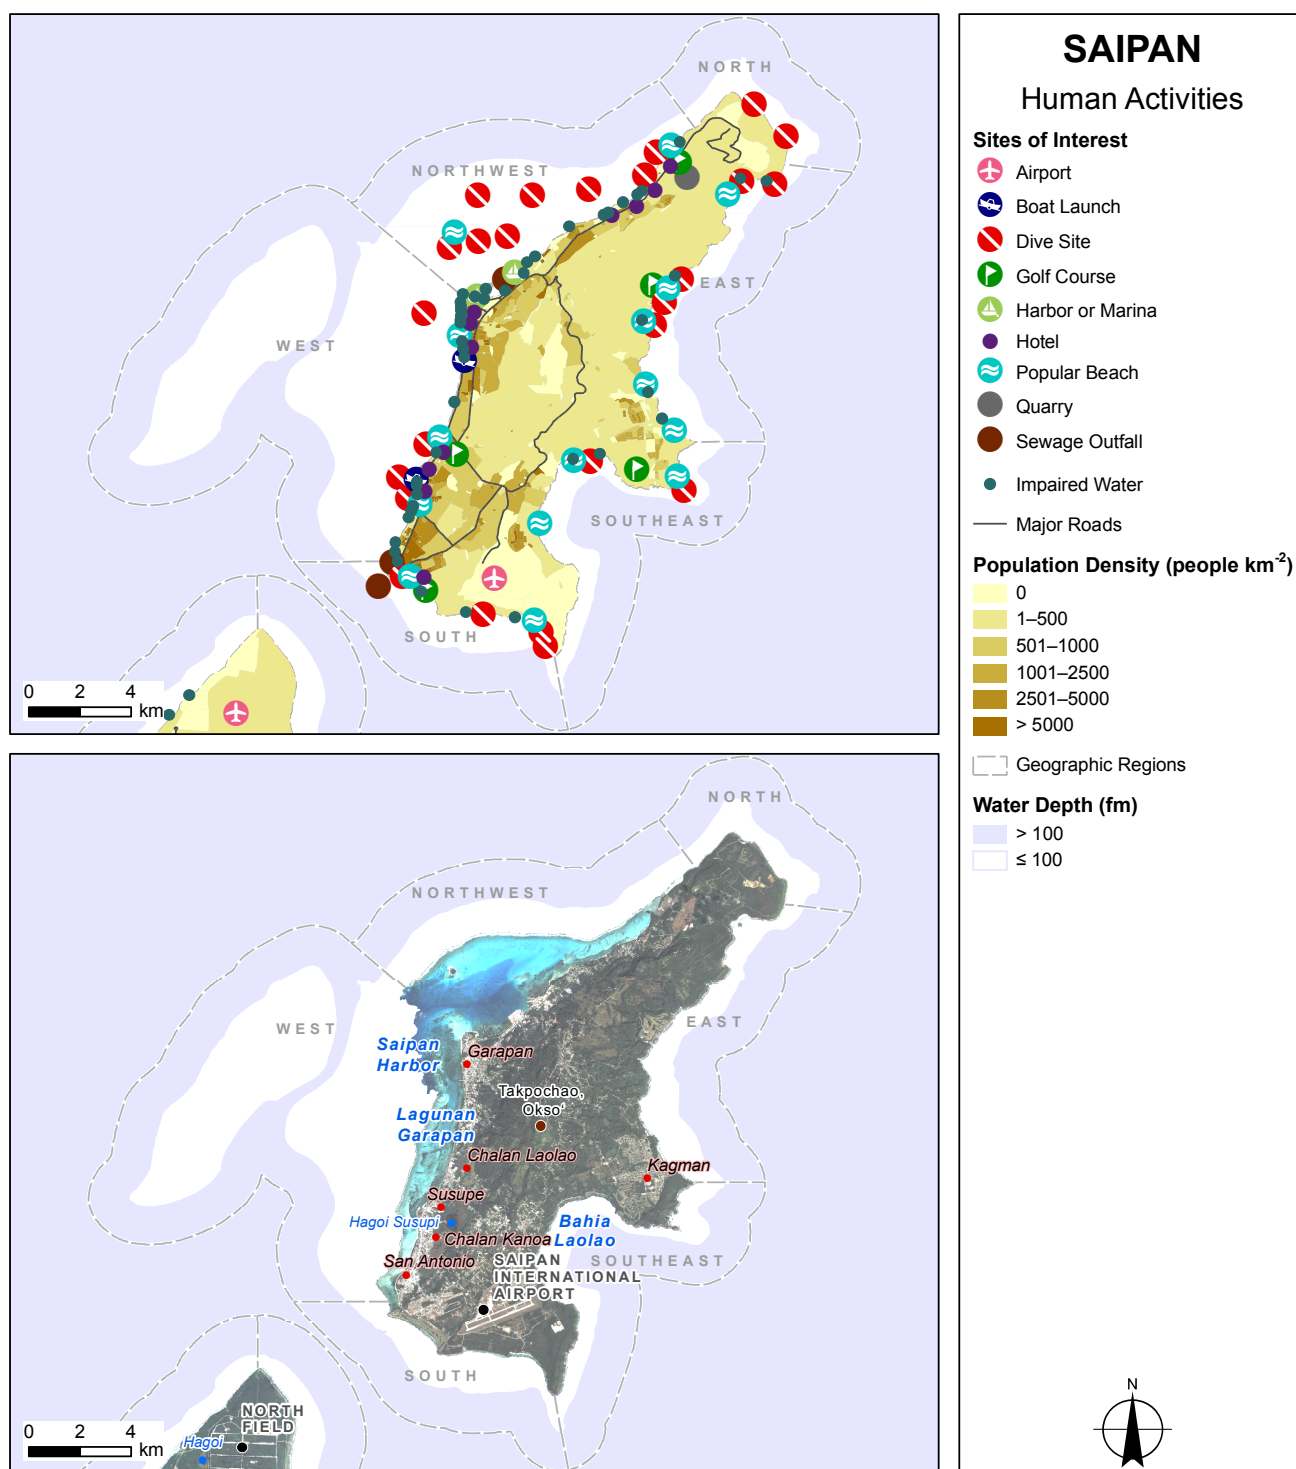 NORTH
NORTHWEST
EAST
WEST
SOUTHEAST
SOUTH
0 2 4
km
NORTH
NORTHWEST
EAST
WEST
Saipan
Harbor
Garapan
Takpochao,
Okso'
Lagunan
Garapan
Chalan Laolao
Kagman
Susupe
Hagoi Susupi
Bahia
Laolao
Chalan Kanoa
San Antonio
SAIPAN
INTERNATIONAL
AIRPORT
SOUTHEAST
SOUTH
NORTH
FIELD
Hagoi
0 2 4
km
SAIPAN
Human Activities
Sites of Interest
Airport
Boat Launch
Dive Site
Golf Course
Harbor or Marina
Hotel
Popular Beach
Quarry
Sewage Outfall
Impaired Water
Major Roads
Population Density (people km⁻²)
0
1–500
501–1000
1001–2500
2501–5000
> 5000
Geographic Regions
Water Depth (fm)
> 100
≤ 100
N